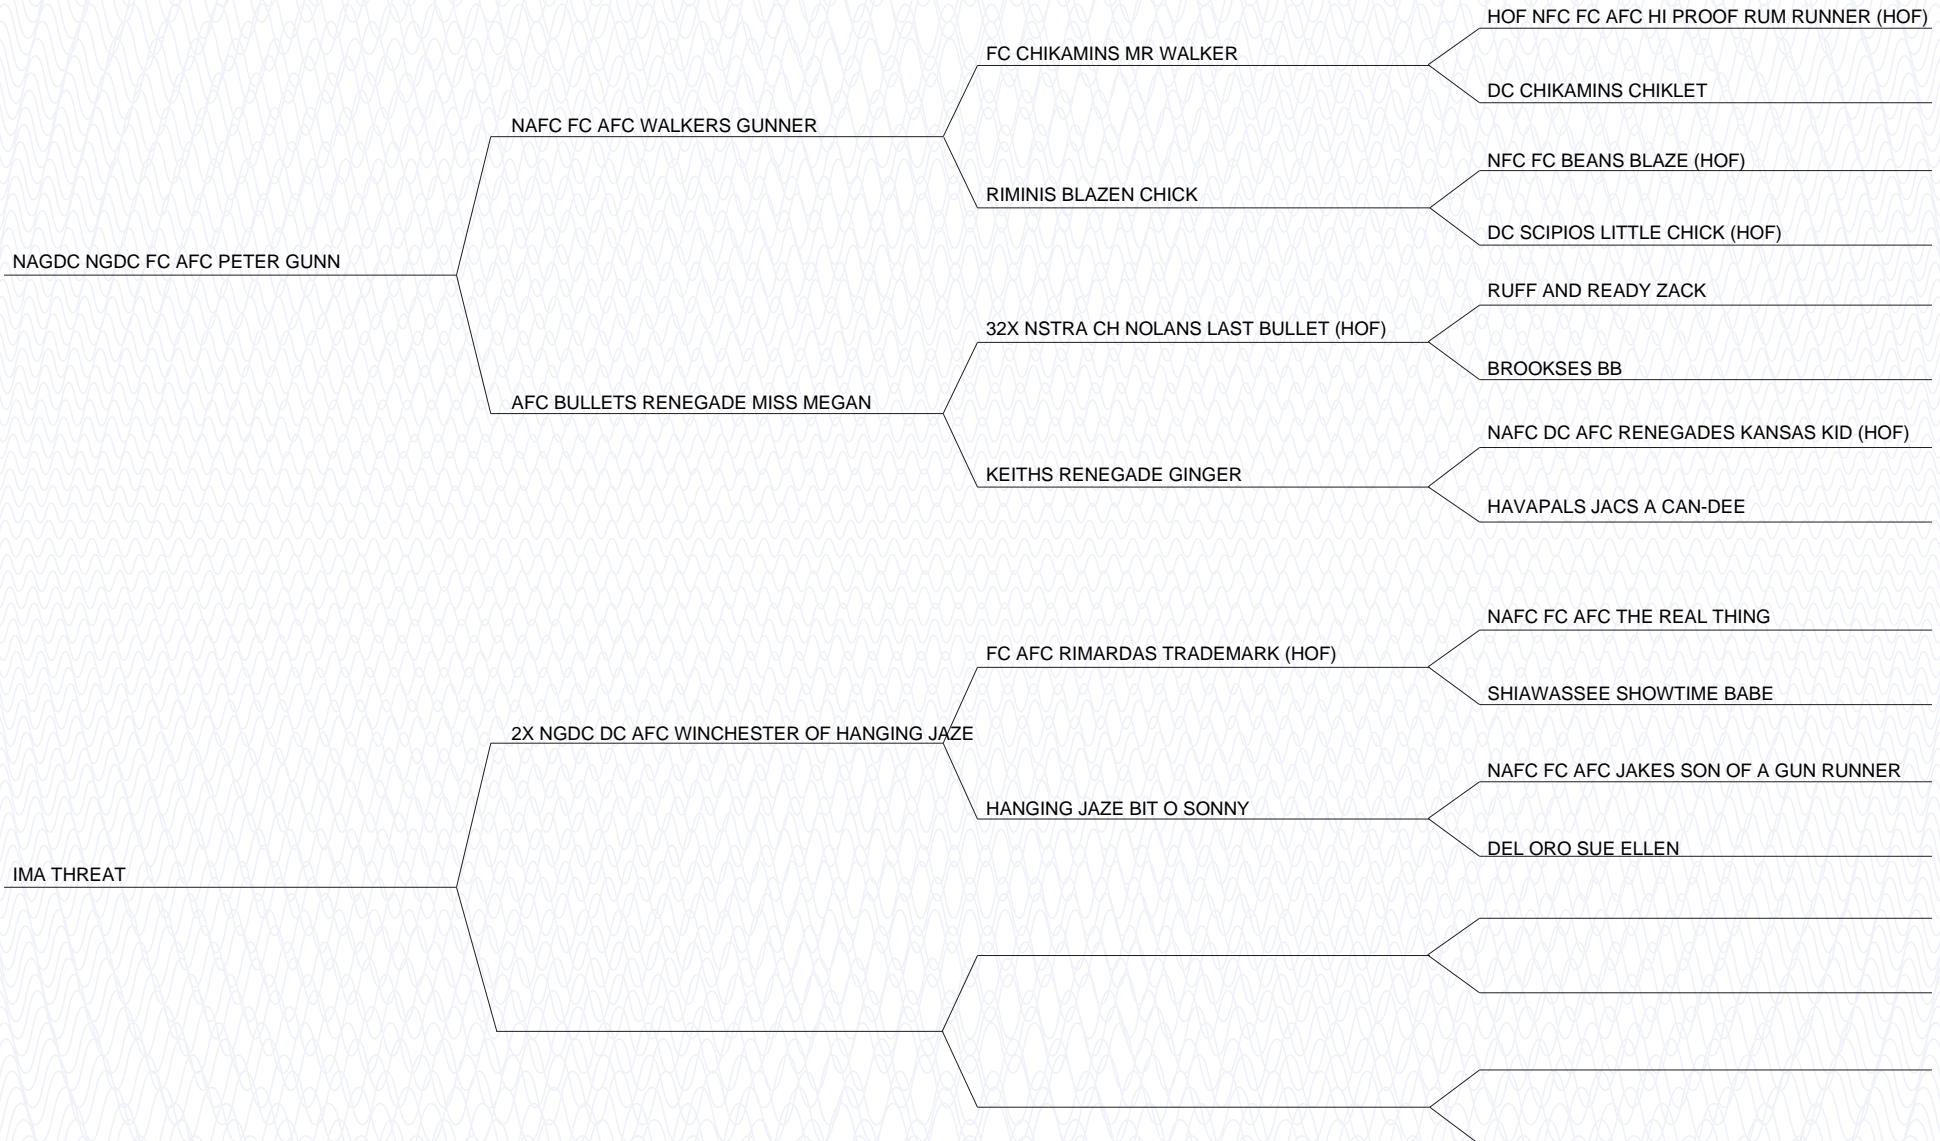 HOF NFC FC AFC HI PROOF RUM RUNNER (HOF)
FC CHIKAMINS MR WALKER
DC CHIKAMINS CHIKLET
NAFC FC AFC WALKERS GUNNER
NFC FC BEANS BLAZE (HOF)
RIMINIS BLAZEN CHICK
DC SCIPIOS LITTLE CHICK (HOF)
NAGDC NGDC FC AFC PETER GUNN
RUFF AND READY ZACK
32X NSTRA CH NOLANS LAST BULLET (HOF)
BROOKSES BB
AFC BULLETS RENEGADE MISS MEGAN
NAFC DC AFC RENEGADES KANSAS KID (HOF)
KEITHS RENEGADE GINGER
HAVAPALS JACS A CAN-DEE
NAFC FC AFC THE REAL THING
FC AFC RIMARDAS TRADEMARK (HOF)
SHIAWASSEE SHOWTIME BABE
2X NGDC DC AFC WINCHESTER OF HANGING JAZE
NAFC FC AFC JAKES SON OF A GUN RUNNER
HANGING JAZE BIT O SONNY
DEL ORO SUE ELLEN
IMA THREAT